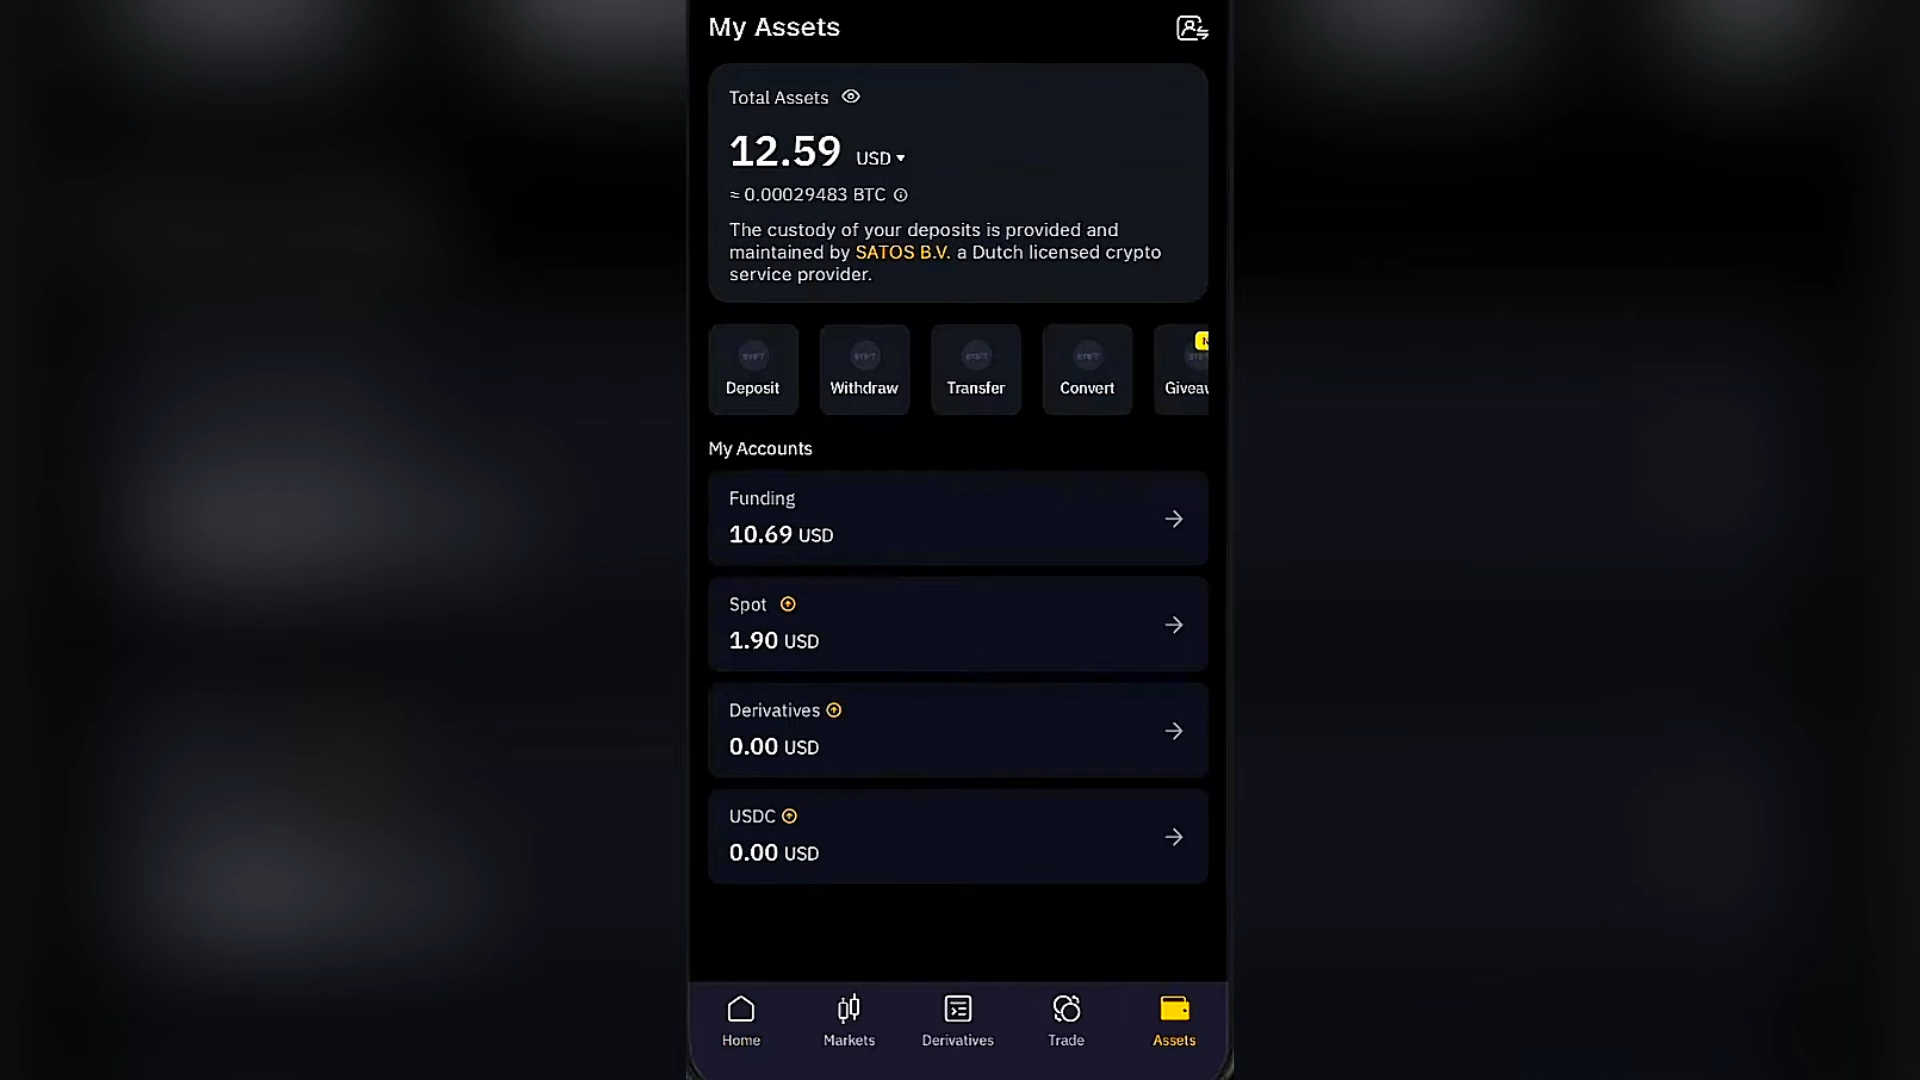 My Assets
Total Assets
12.59 USD
≈ 0.00029483 BTC
The custody of your deposits is provided and
maintained by SATOS B.V. a Dutch licensed crypto
service provider.
Deposit Withdraw Transfer Convert
My Accounts
Funding
10.69 USD
Spot
1.90 USD
Derivatives
0.00 USD
USDC
0.00 USD
Home Markets Derivatives Trade Assets